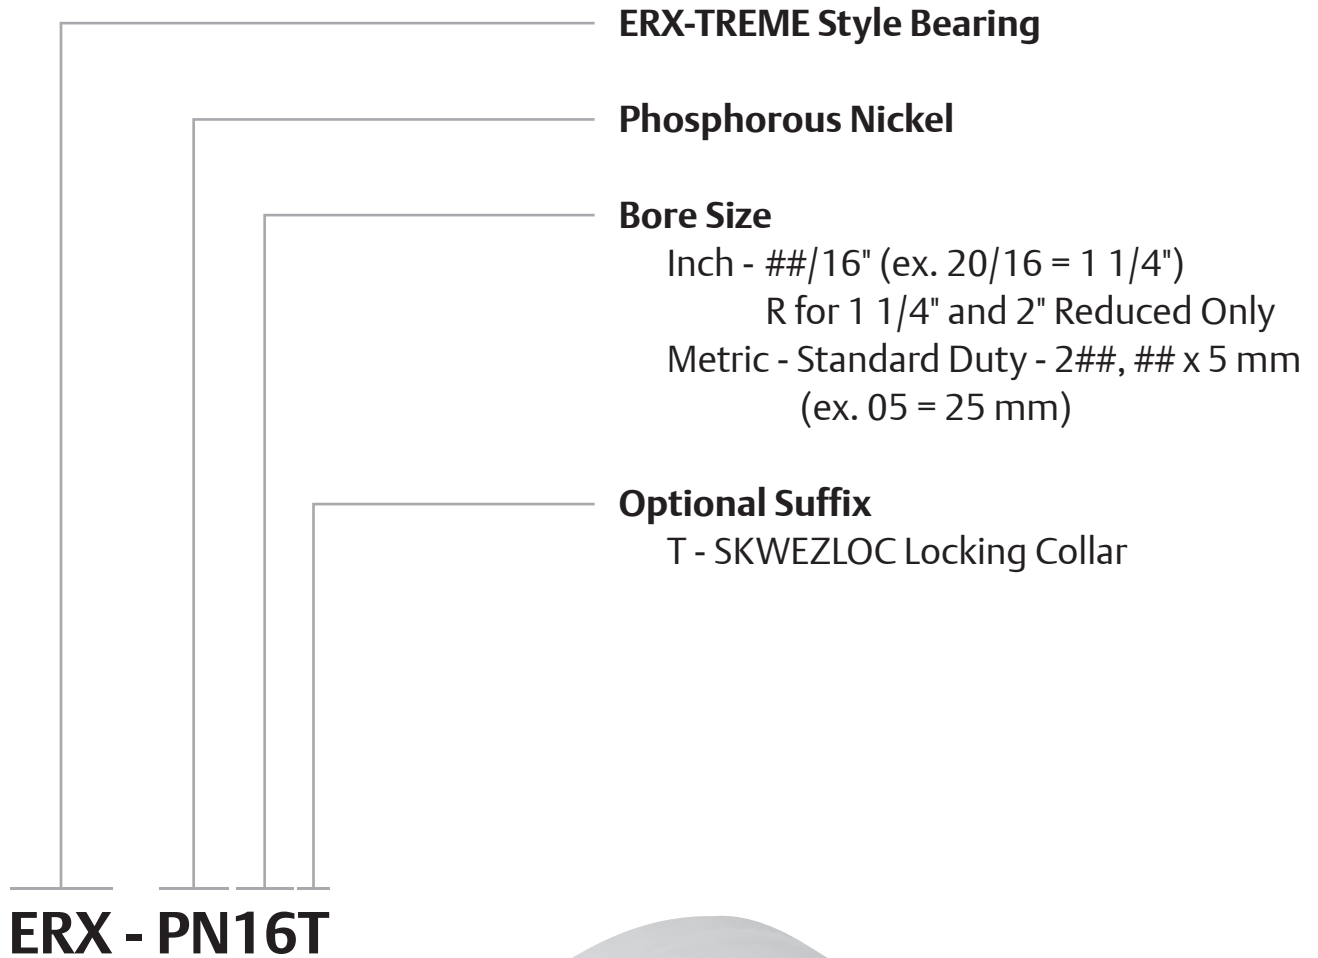 ERX-TREME Style Bearing
Phosphorous Nickel
Bore Size
Inch - ##/16" (ex. 20/16 = 1 1/4")
R for 1 1/4" and 2" Reduced Only
Metric - Standard Duty - 2##, ## x 5 mm
(ex. 05 = 25 mm)
Optional Suffix
T - SKWEZLOC Locking Collar
ERX - PN16T